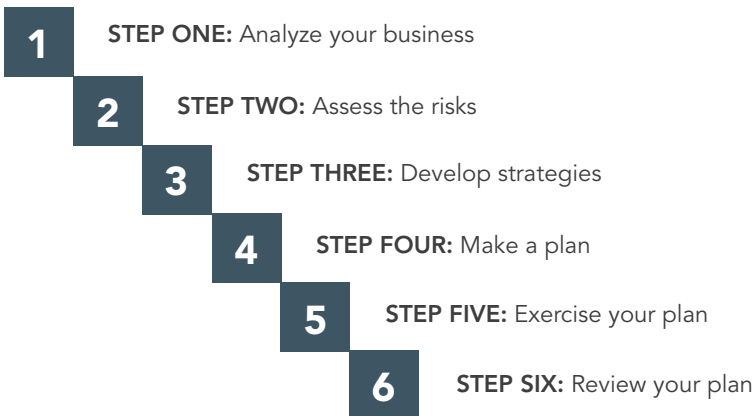 1 STEP ONE: Analyze your business
2 STEP TWO: Assess the risks
3 STEP THREE: Develop strategies
4 STEP FOUR: Make a plan
5 STEP FIVE: Exercise your plan
6 STEP SIX: Review your plan